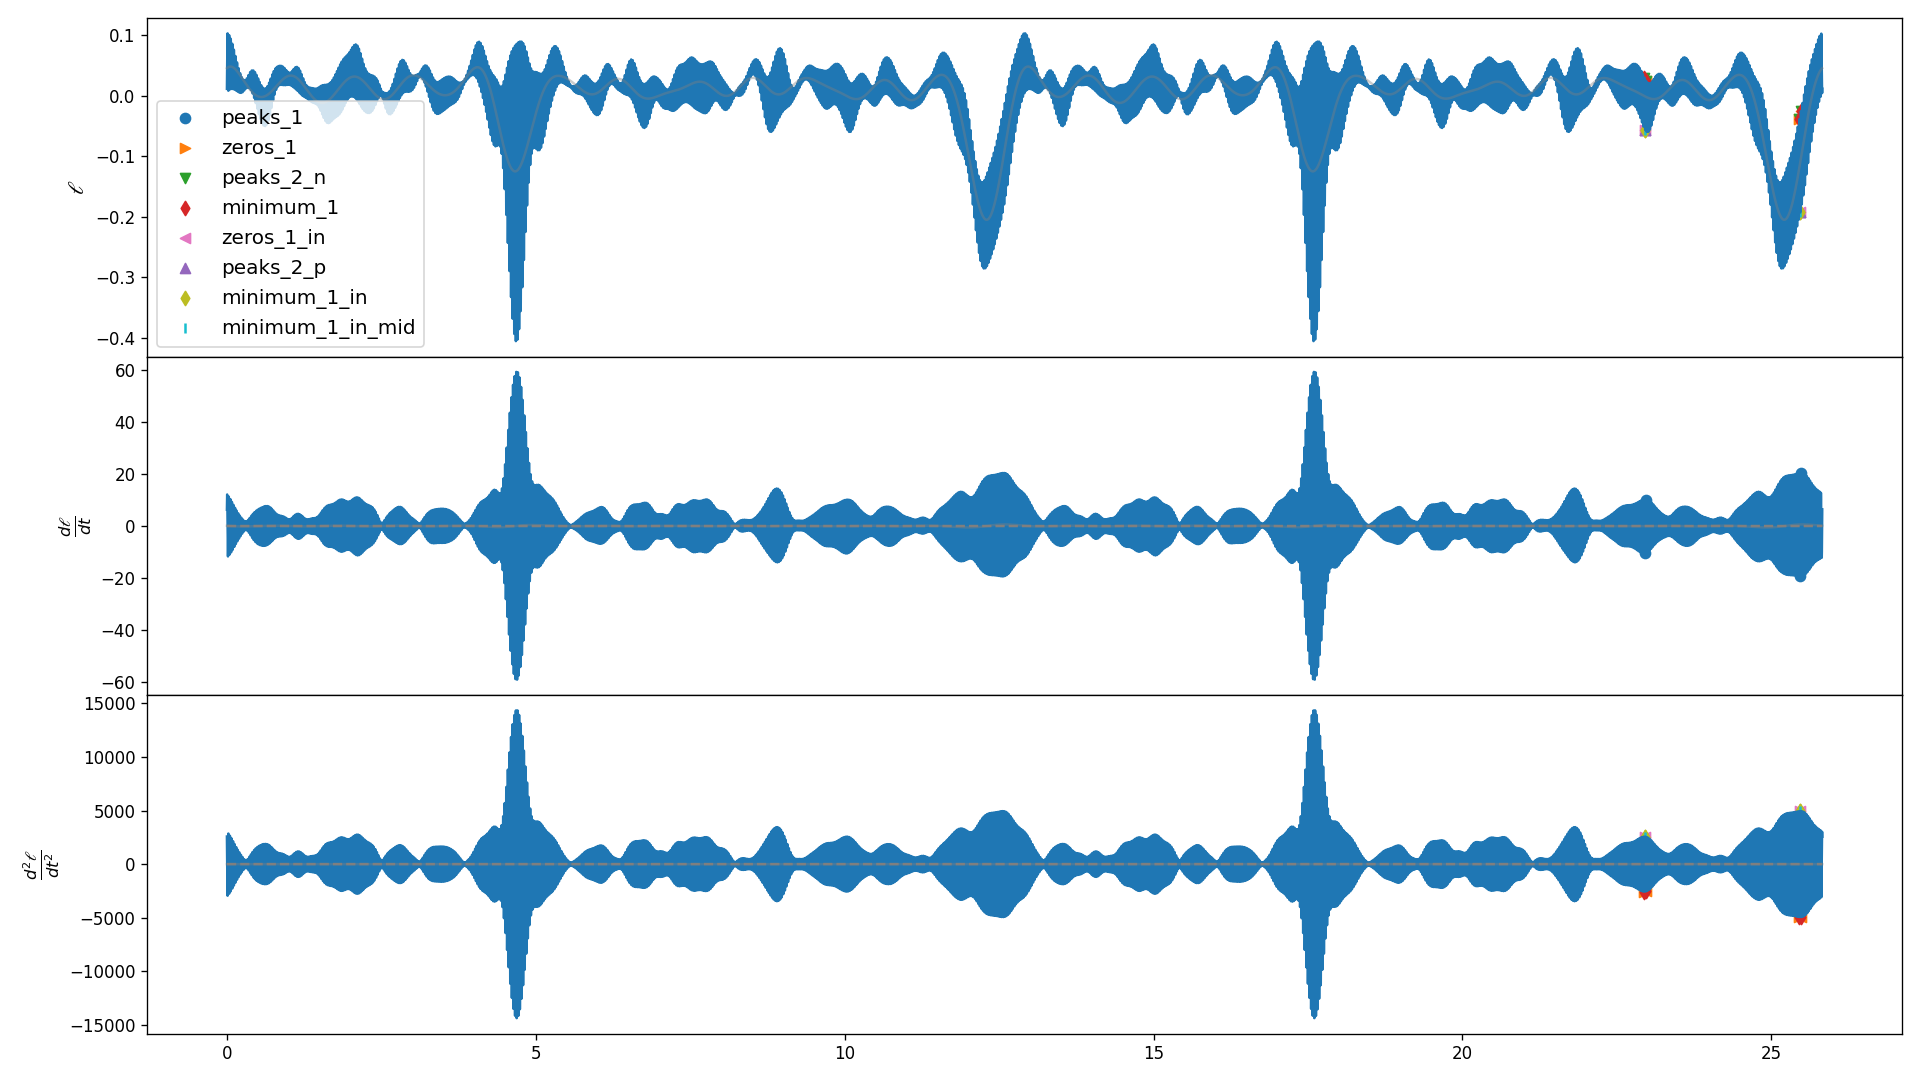 0.1
0.0
−0.1
−0.2
−0.3
−0.4
ℓ
peaks_1
zeros_1
peaks_2_n
minimum_1
zeros_1_in
peaks_2_p
minimum_1_in
minimum_1_in_mid
60
40
20
0
−20
−40
−60
dℓ
dt
15000
10000
5000
0
−5000
−10000
−15000
d²ℓ
dt²
0 5 10 15 20 25